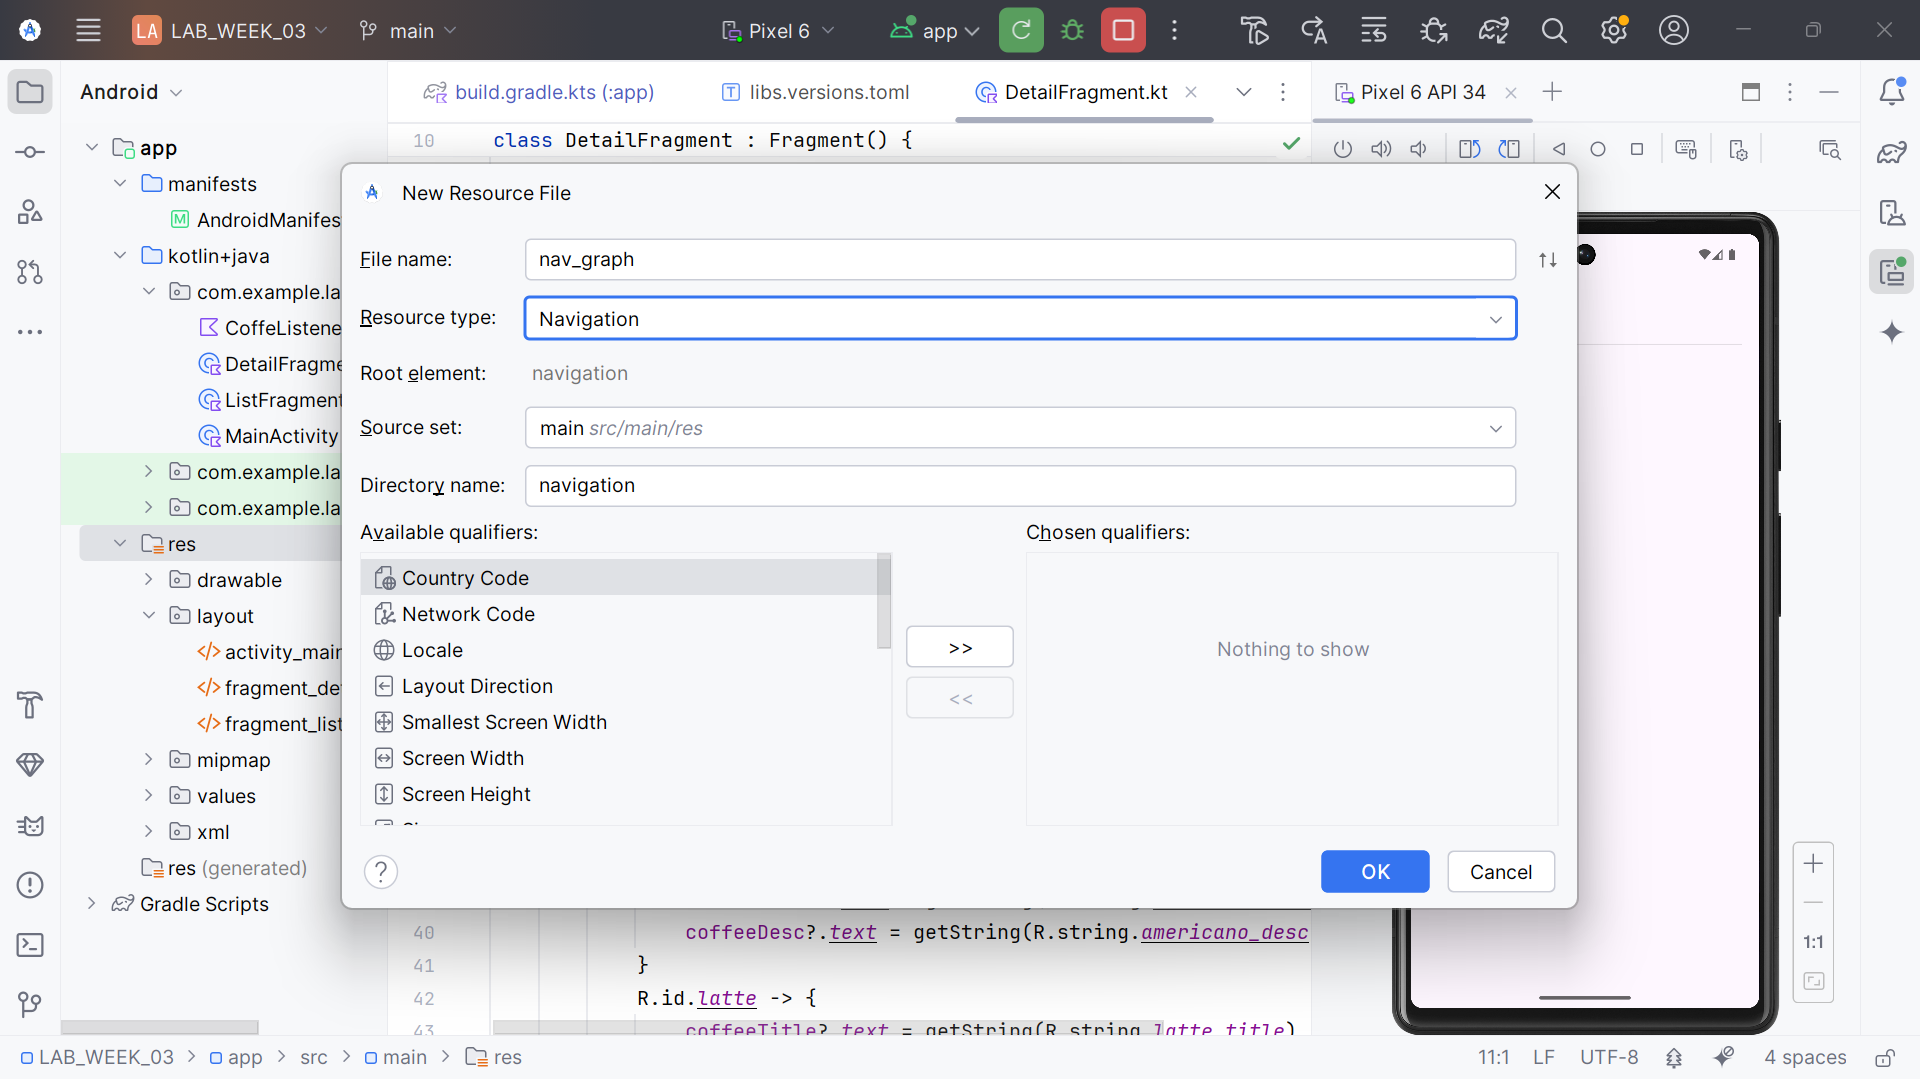 LA LAB_WEEK_03 main Pixel 6 app
Android
build.gradle.kts (:app) libs.versions.toml DetailFragment.kt Pixel 6 API 34
app
10 class DetailFragment : Fragment() {
manifests
AndroidManifes
kotlin+java
com.example.la
CoffeListene
DetailFragme
ListFragment
MainActivity
com.example.la
com.example.la
res
drawable
layout
activity_main
fragment_de
fragment_list
mipmap
values
xml
res (generated)
Gradle Scripts
New Resource File
File name: nav_graph
Resource type: Navigation
Root element: navigation
Source set: main src/main/res
Directory name: navigation
Available qualifiers: Chosen qualifiers:
Country Code
Network Code
Locale
Layout Direction
Smallest Screen Width
Screen Width
Screen Height
>>
<<
Nothing to show
? OK Cancel
40 coffeeDesc?.text = getString(R.string.americano_desc
41 }
42 R.id.latte -> {
43 coffeeTitle?.text = getString(R.string.latte_title)
1:1
LAB_WEEK_03 > app > src > main > res 11:1 LF UTF-8 4 spaces